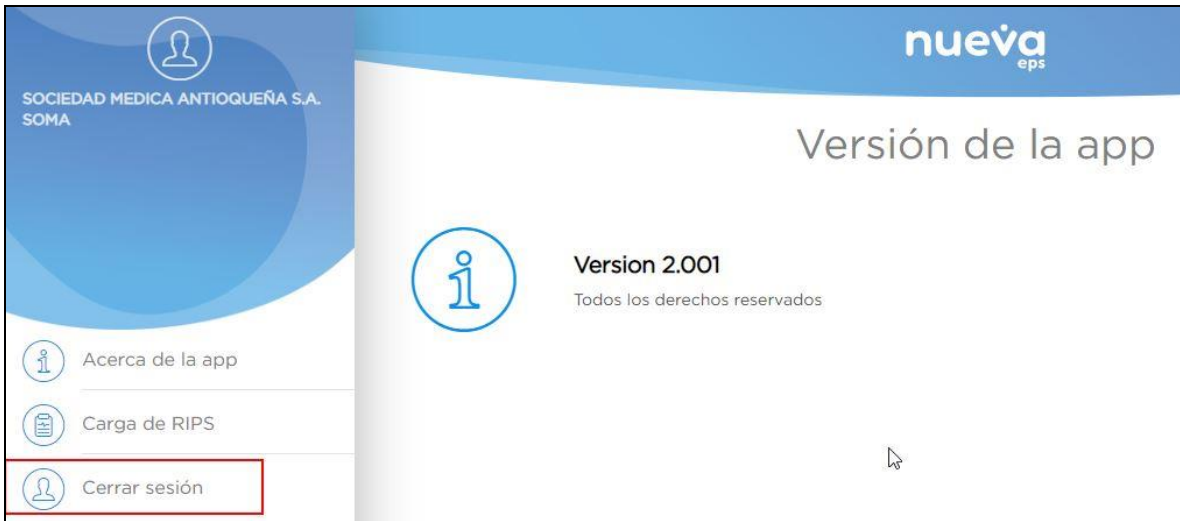 SOCIEDAD MEDICA ANTIOQUEÑA S.A.
SOMA
Acerca de la app
Carga de RIPS
Cerrar sesión
nueva
eps
Versión de la app
Version 2.001
Todos los derechos reservados